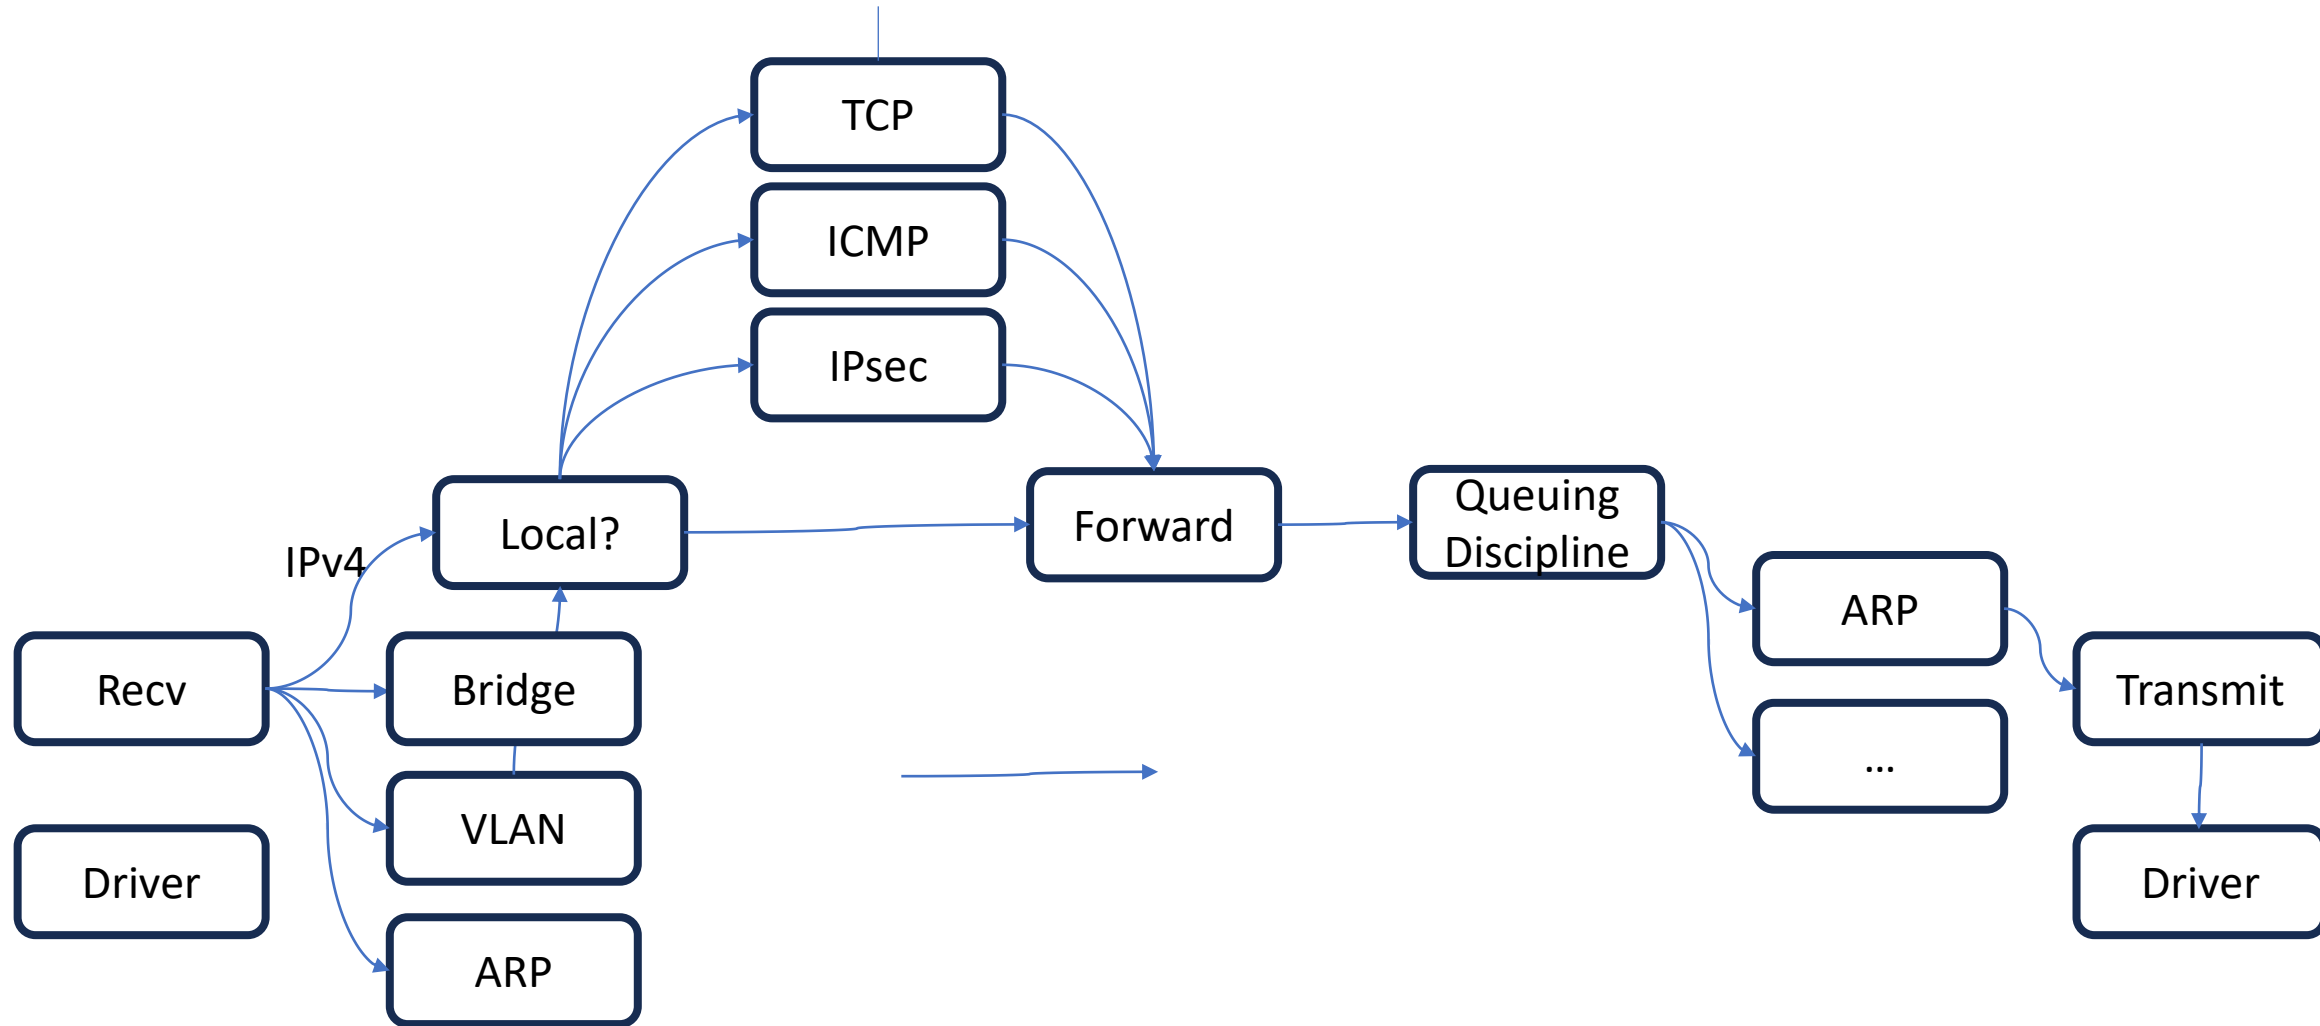 TCP
ICMP
IPsec
Local?
Forward
Queuing
Discipline
IPv4
ARP
Recv
Bridge
Transmit
...
VLAN
Driver
Driver
ARP